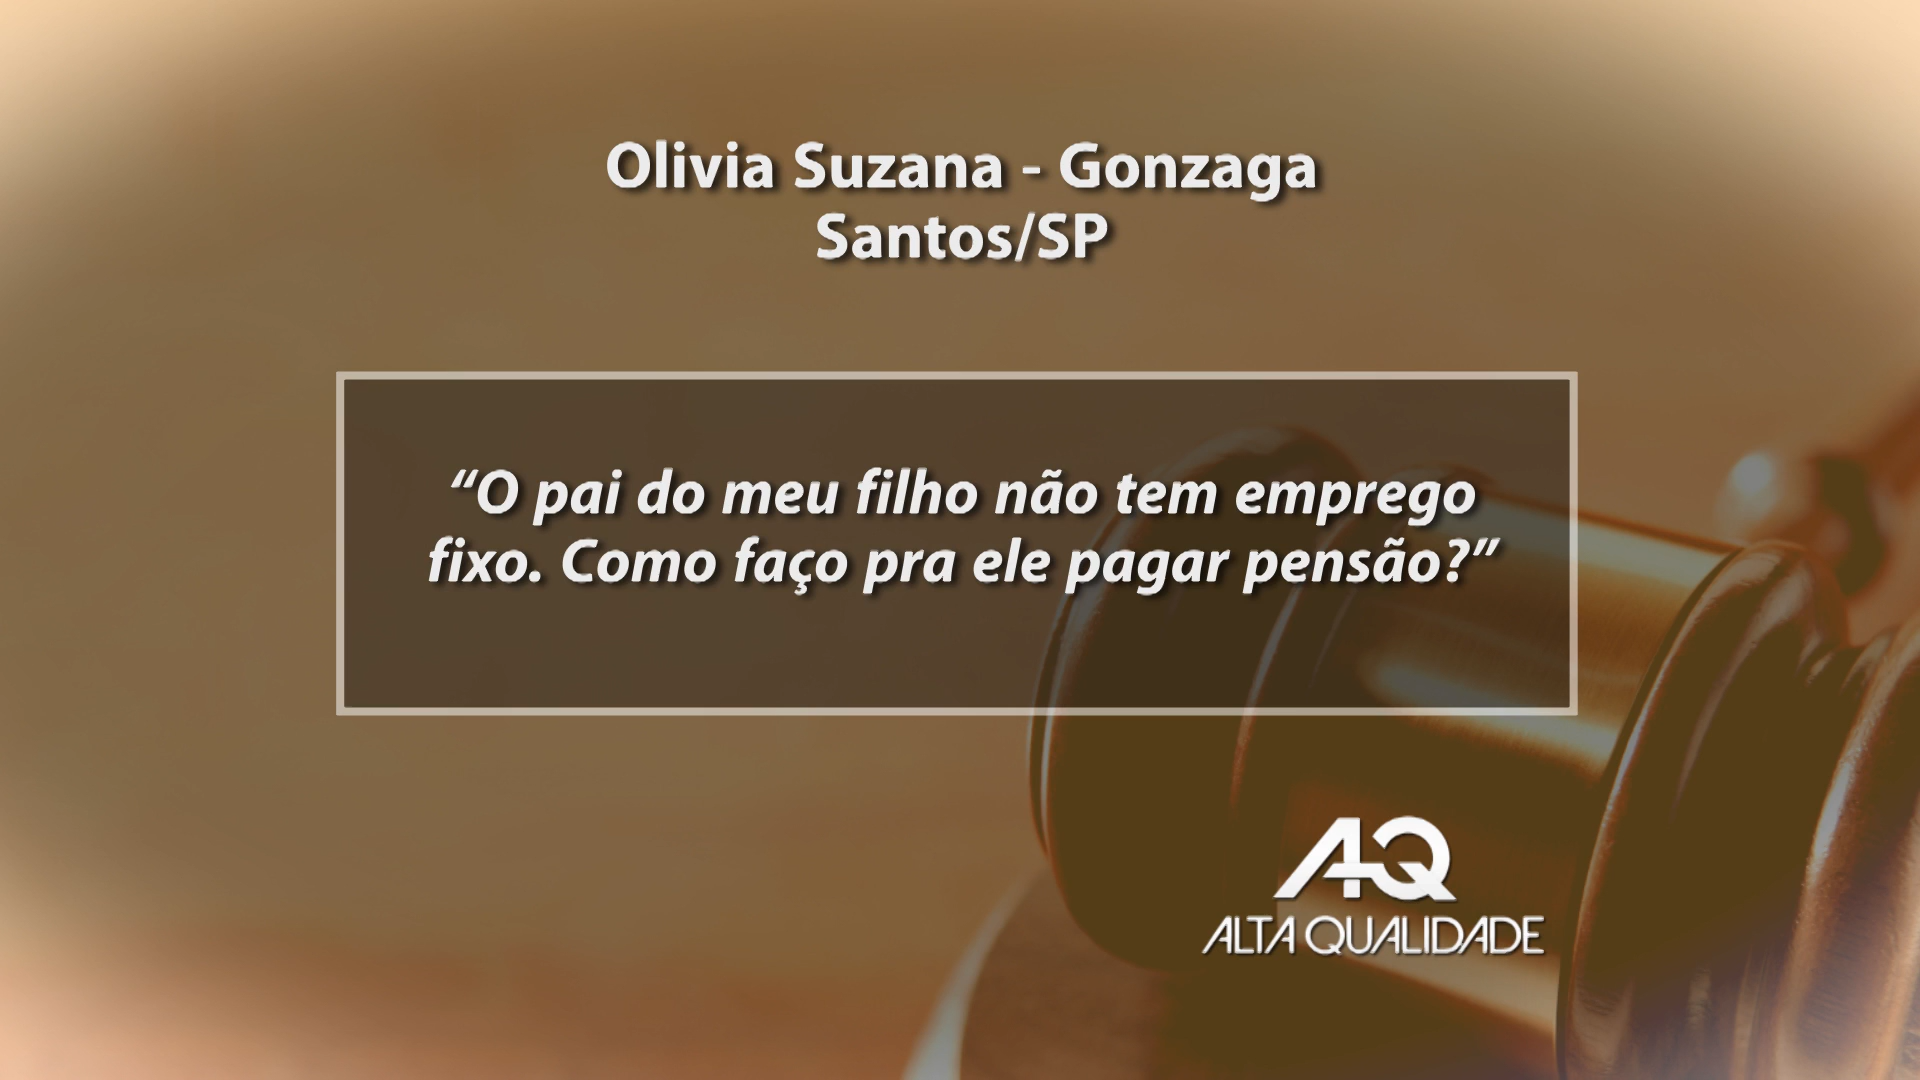 Olivia Suzana - Gonzaga
Santos/SP
“O pai do meu filho não tem emprego
fixo. Como faço pra ele pagar pensão?”
AQ
ALTA QUALIDADE